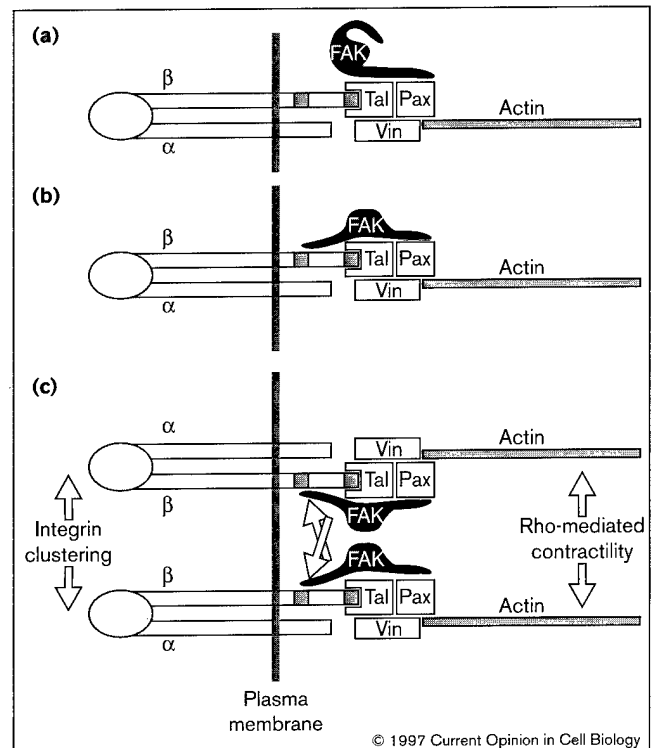 (a)
FAK
β
Tal Pax
Actin
Vin
α
(b)
FAK
β
Tal Pax
Actin
Vin
α
(c)
α
Actin
Vin
Tal Pax
β
FAK
Integrin
clustering
Rho-mediated
contractility
FAK
β
Tal Pax
Actin
Vin
α
Plasma
membrane
© 1997 Current Opinion in Cell Biology